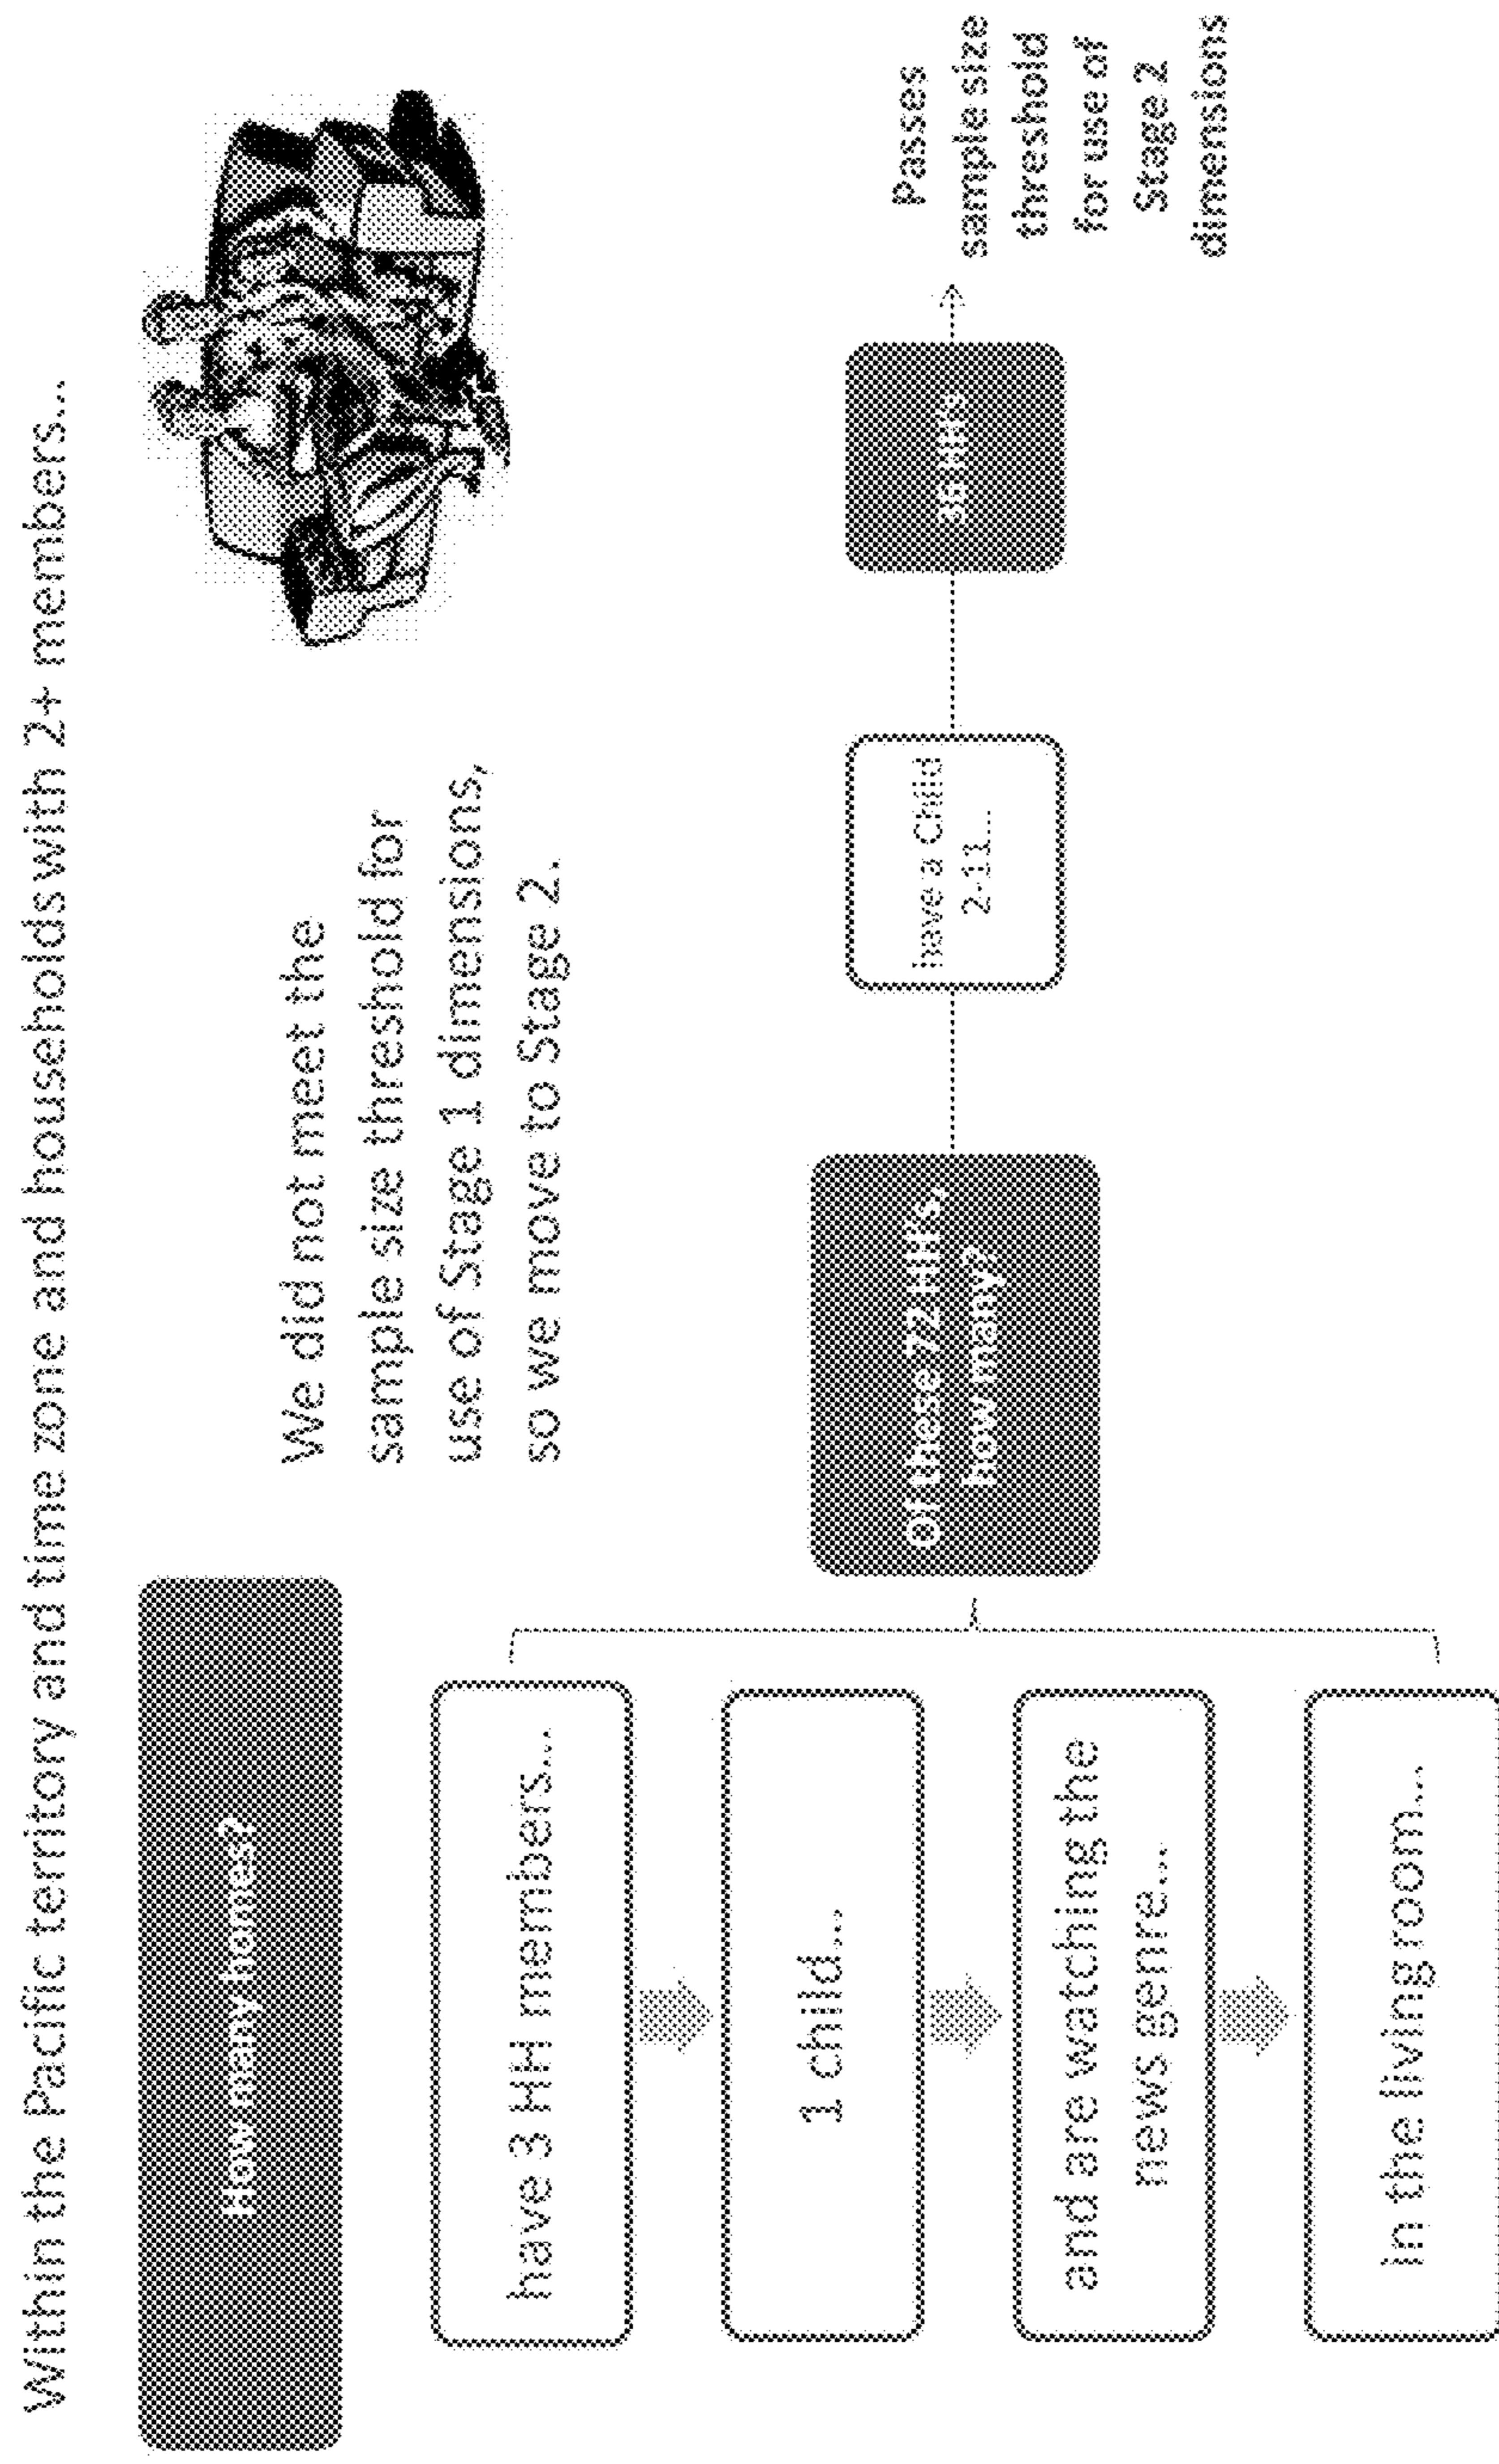 Within the Pacific territory and time zone and households with 2+ members...
How many homes?
We did not meet the
sample size threshold for
use of Stage 1 dimensions,
so we move to Stage 2.
have 3 HH members...
1 child...
and are watching the
news genre...
in the living room...
Of these 72 HHs,
how many?
have a Child
2-11...
36 HHs
Passes
sample size
threshold
for use of
Stage 2
dimensions